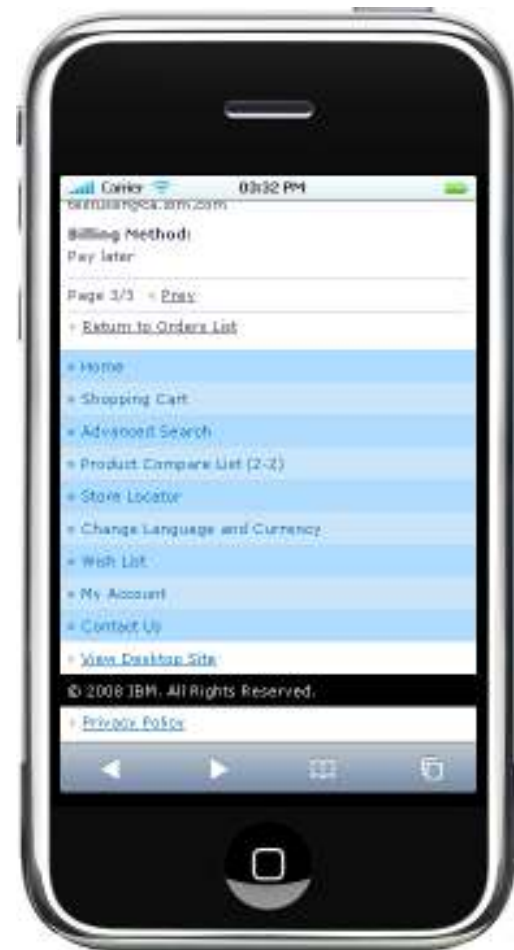 Carrier 03:32 PM
Billing Method:
Pay later
Page 3/3 Prev
Return to Orders List
Home
Shopping Cart
Advanced Search
Product Compare List (2-2)
Store Locator
Change Language and Currency
Wish List
My Account
Contact Us
View Desktop Site
© 2008 IBM. All Rights Reserved.
Privacy Policy